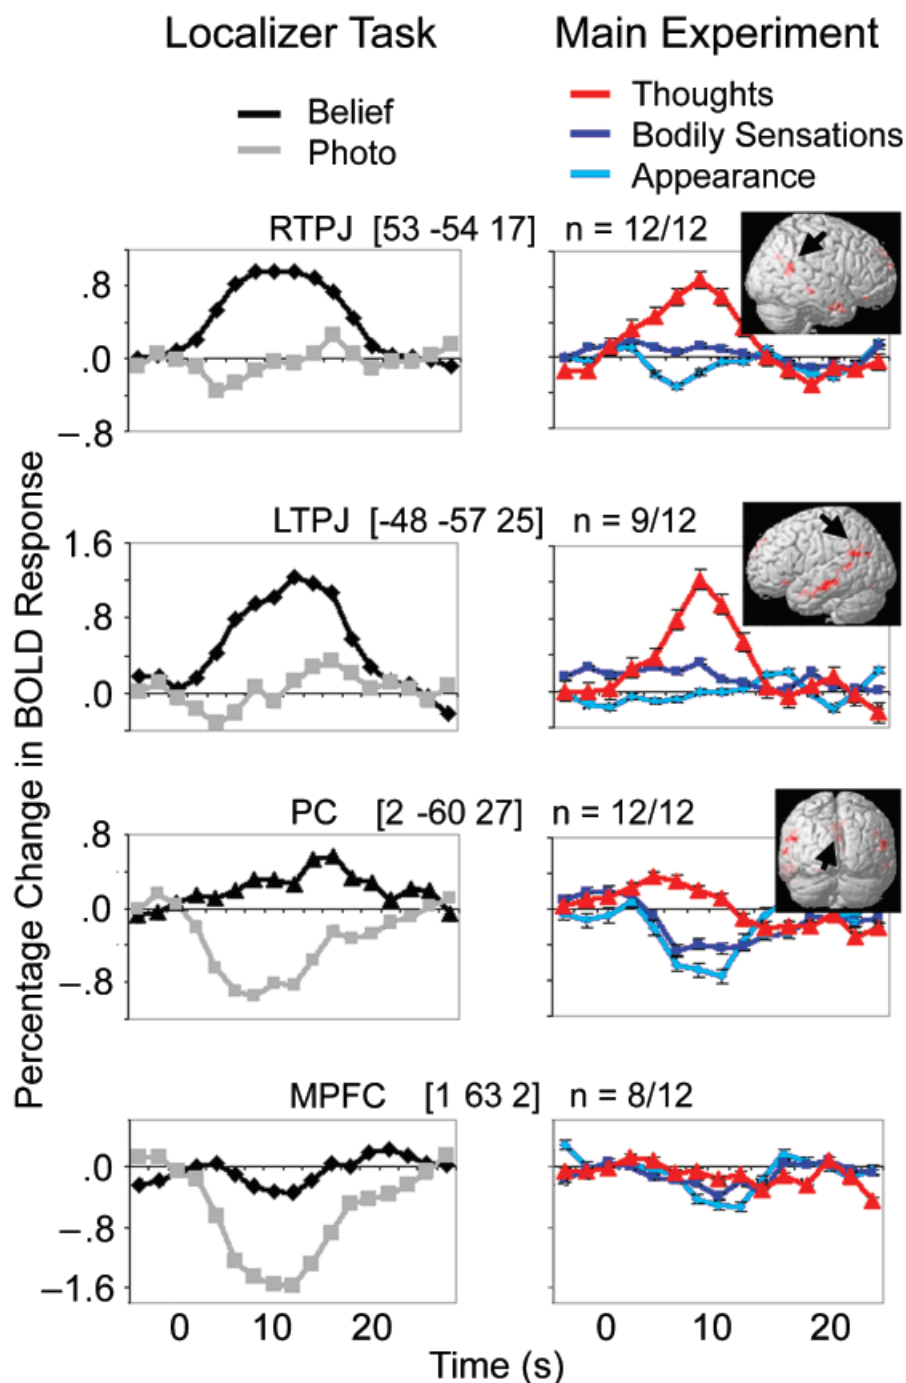 Localizer Task
Main Experiment
Belief
Photo
Thoughts
Bodily Sensations
Appearance
Percentage Change in BOLD Response
RTPJ [53 -54 17] n = 12/12
.8
.0
–.8
LTPJ [-48 -57 25] n = 9/12
1.6
.8
.0
PC [2 -60 27] n = 12/12
.8
.0
–.8
MPFC [1 63 2] n = 8/12
.0
–.8
–1.6
0 10 20 0 10 20
Time (s)